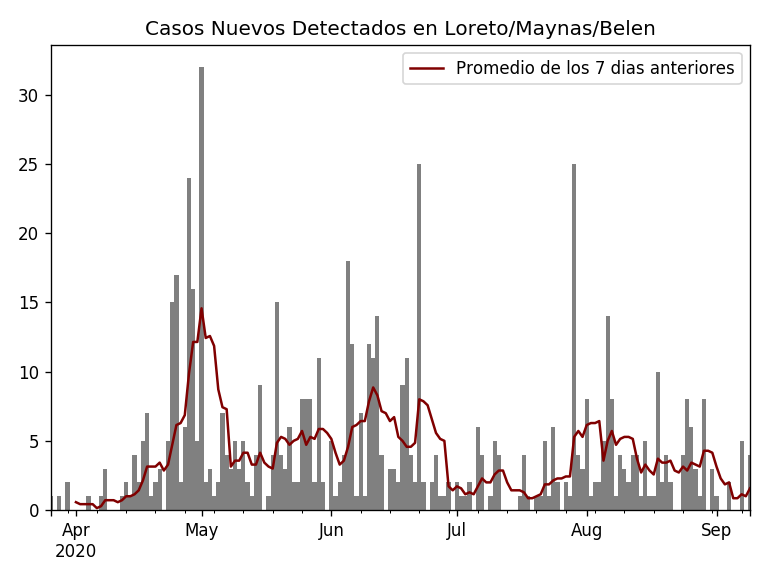 Casos Nuevos Detectados en Loreto/Maynas/Belen
Promedio de los 7 dias anteriores
30
25
20
15
10
5
0
Apr May Jun Jul Aug Sep
2020